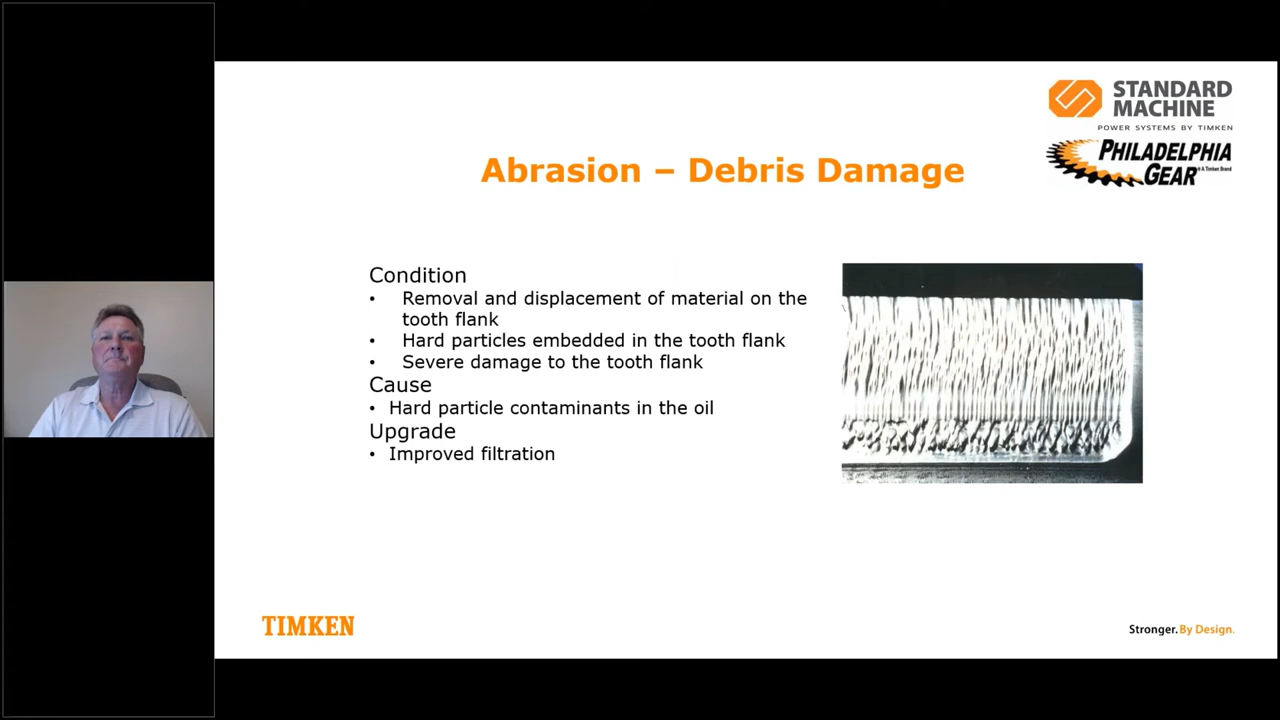 STANDARD
MACHINE
POWER SYSTEMS BY TIMKEN
PHILADELPHIA
GEAR
A Timken Brand
Abrasion – Debris Damage
Condition
• Removal and displacement of material on the
tooth flank
• Hard particles embedded in the tooth flank
• Severe damage to the tooth flank
Cause
• Hard particle contaminants in the oil
Upgrade
• Improved filtration
TIMKEN
Stronger. By Design.